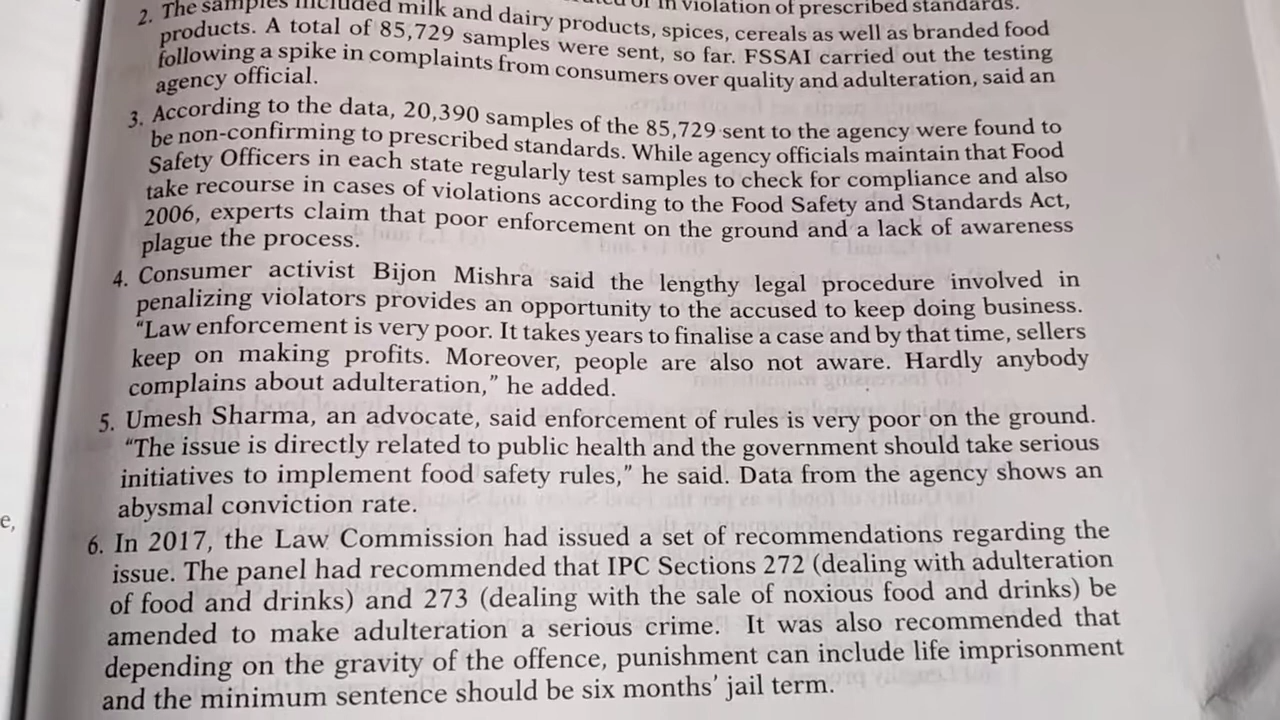 in violation of prescribed standards.
2. The samples included milk and dairy products, spices, cereals as well as branded food
products. A total of 85,729 samples were sent, so far. FSSAI carried out the testing
following a spike in complaints from consumers over quality and adulteration, said an
agency official.
3. According to the data, 20,390 samples of the 85,729 sent to the agency were found to
be non-confirming to prescribed standards. While agency officials maintain that Food
Safety Officers in each state regularly test samples to check for compliance and also
take recourse in cases of violations according to the Food Safety and Standards Act,
2006, experts claim that poor enforcement on the ground and a lack of awareness
plague the process.
4. Consumer activist Bijon Mishra said the lengthy legal procedure involved in
penalizing violators provides an opportunity to the accused to keep doing business.
“Law enforcement is very poor. It takes years to finalise a case and by that time, sellers
keep on making profits. Moreover, people are also not aware. Hardly anybody
complains about adulteration,” he added.
5. Umesh Sharma, an advocate, said enforcement of rules is very poor on the ground.
“The issue is directly related to public health and the government should take serious
initiatives to implement food safety rules,” he said. Data from the agency shows an
abysmal conviction rate.
e,
6. In 2017, the Law Commission had issued a set of recommendations regarding the
issue. The panel had recommended that IPC Sections 272 (dealing with adulteration
of food and drinks) and 273 (dealing with the sale of noxious food and drinks) be
amended to make adulteration a serious crime. It was also recommended that
depending on the gravity of the offence, punishment can include life imprisonment
and the minimum sentence should be six months’ jail term.